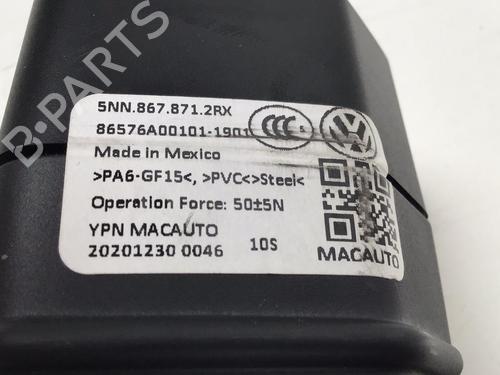 B-PARTS
5NN.867.871.2RX
86576A00101-1901
Made in Mexico
>PA6-GF15<, >PVC<>Steel<
Operation Force: 50±5N
YPN MACAUTO
20201230 0046 10S
MACAUTO